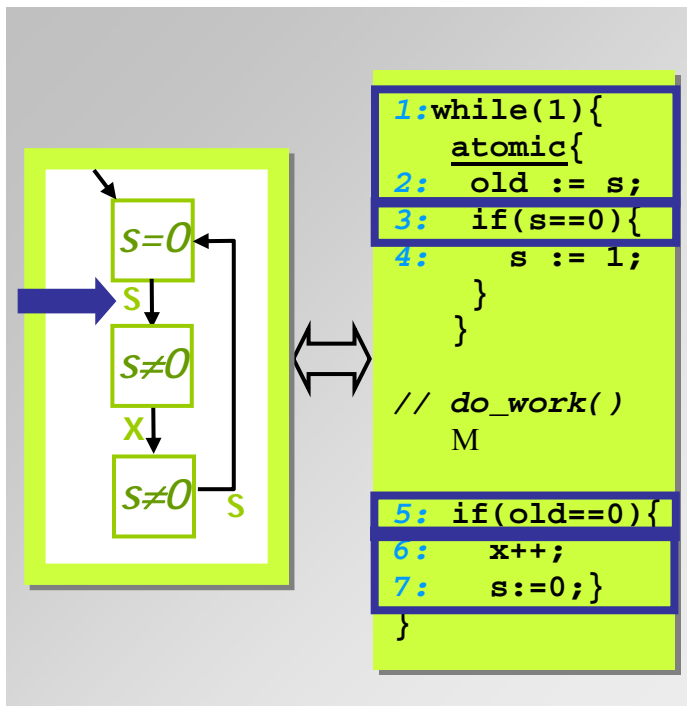 s=0
S
s≠0
X
s≠0
S
1:while(1){
atomic{
2: old := s;
3: if(s==0){
4: s := 1;
}
}
// do_work()
M
5: if(old==0){
6: x++;
7: s:=0;}
}